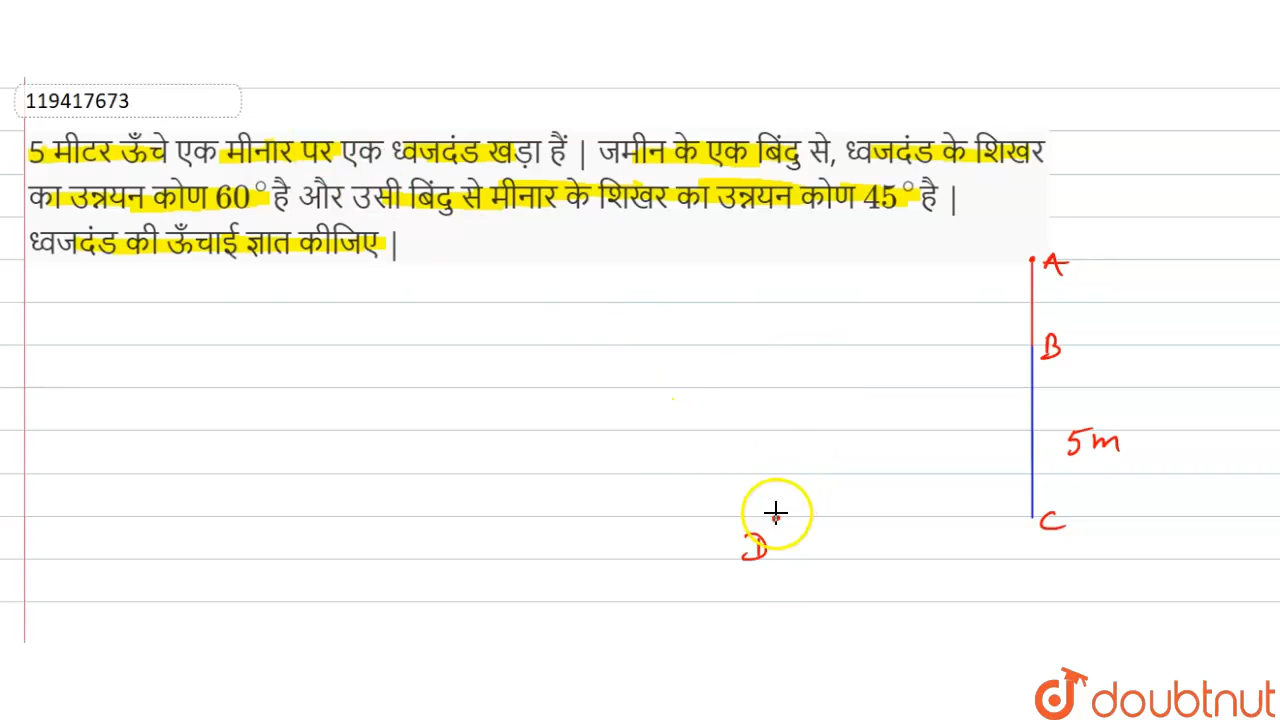 119417673
5 मीटर ऊँचे एक मीनार पर एक ध्वजदंड खड़ा हैं | जमीन के एक बिंदु से, ध्वजदंड के शिखर
का उन्नयन कोण 60° है और उसी बिंदु से मीनार के शिखर का उन्नयन कोण 45° है |
ध्वजदंड की ऊँचाई ज्ञात कीजिए |
A
B
5m
C
D
doubtnut